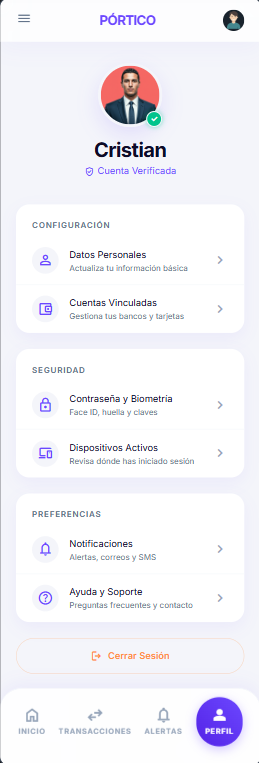 PÓRTICO
Cristian
Cuenta Verificada
CONFIGURACIÓN
Datos Personales
Actualiza tu información básica
Cuentas Vinculadas
Gestiona tus bancos y tarjetas
SEGURIDAD
Contraseña y Biometría
Face ID, huella y claves
Dispositivos Activos
Revisa dónde has iniciado sesión
PREFERENCIAS
Notificaciones
Alertas, correos y SMS
Ayuda y Soporte
Preguntas frecuentes y contacto
Cerrar Sesión
INICIO TRANSACCIONES ALERTAS PERFIL